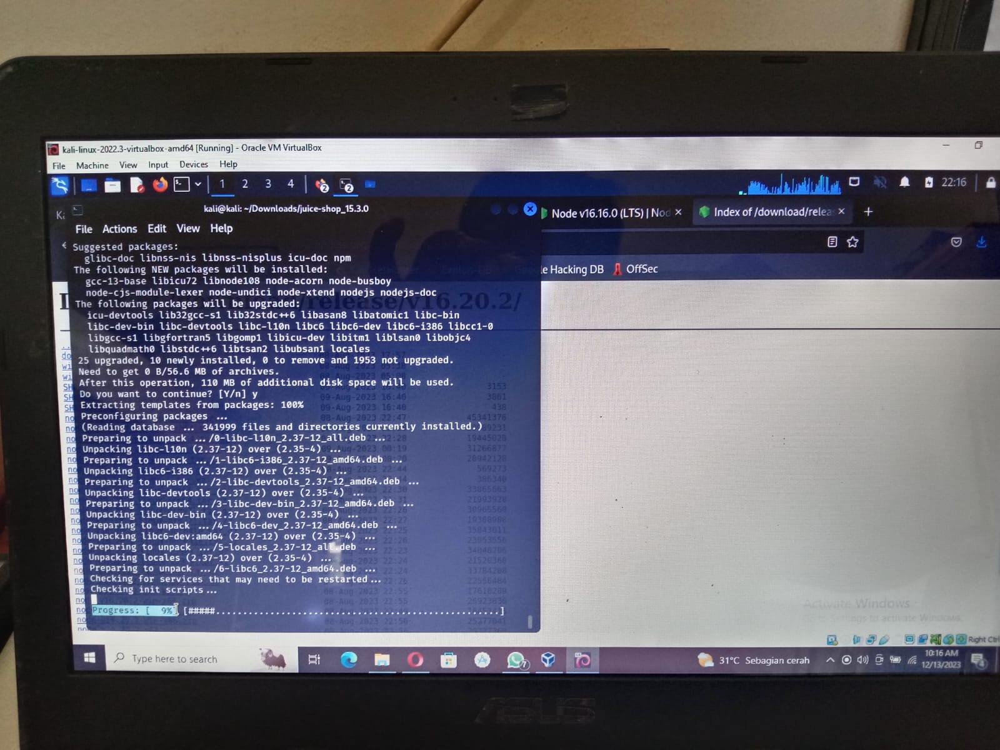 kali-linux-2022.3-virtualbox-amd64 [Running] - Oracle VM VirtualBox
File Machine View Input Devices Help
1 2 3 4 2 2 22:16
kali@kali: ~/Downloads/juice-shop_15.3.0
Node v16.16.0 (LTS) | Nod
Index of /download/relea
File Actions Edit View Help
le Hacking DB OffSec
Suggested packages:
glibc-doc libnss-nis libnss-nisplus icu-doc npm
The following NEW packages will be installed:
gcc-13-base libicu72 libnode108 node-acorn node-busboy
node-cjs-module-lexer node-undici node-xtend nodejs nodejs-doc
/release/v16.20.2/
The following packages will be upgraded:
icu-devtools lib32gcc-s1 lib32stdc++6 libasan8 libatomic1 libc-bin
libc-dev-bin libc-devtools libc-l10n libc6 libc6-dev libc6-i386 libcc1-0
libgcc-s1 libgfortran5 libgomp1 libicu-dev libitm1 liblsan0 libobjc4
libquadmath0 libstdc++6 libtsan2 libubsan1 locales
25 upgraded, 10 newly installed, 0 to remove and 1953 not upgraded.
Need to get 0 B/56.6 MB of archives.
After this operation, 110 MB of additional disk space will be used.
Do you want to continue? [Y/n] y
Extracting templates from packages: 100%
Preconfiguring packages ...
(Reading database ... 341999 files and directories currently installed.)
Preparing to unpack .../0-libc-l10n_2.37-12_all.deb ...
Unpacking libc-l10n (2.37-12) over (2.35-4) ...
Preparing to unpack .../1-libc6-i386_2.37-12_amd64.deb ...
Unpacking libc6-i386 (2.37-12) over (2.35-4) ...
Preparing to unpack .../2-libc-devtools_2.37-12_amd64.deb ...
Unpacking libc-devtools (2.37-12) over (2.35-4) ...
Preparing to unpack .../3-libc-dev-bin_2.37-12_amd64.deb ...
Unpacking libc-dev-bin (2.37-12) over (2.35-4) ...
Preparing to unpack .../4-libc6-dev_2.37-12_amd64.deb ...
Unpacking libc6-dev:amd64 (2.37-12) over (2.35-4) ...
Preparing to unpack .../5-locales_2.37-12_all.deb ...
Unpacking locales (2.37-12) over (2.35-4) ...
Preparing to unpack .../6-libc6_2.37-12_amd64.deb ...
Checking for services that may need to be restarted...
Checking init scripts...
Progress: [  9%] [#####.....................................................]
Activate Windows
Go to Settings to activate Windows.
Right Ctrl
Type here to search
7
31°C Sebagian cerah
10:16 AM
12/13/2023
4
ASUS